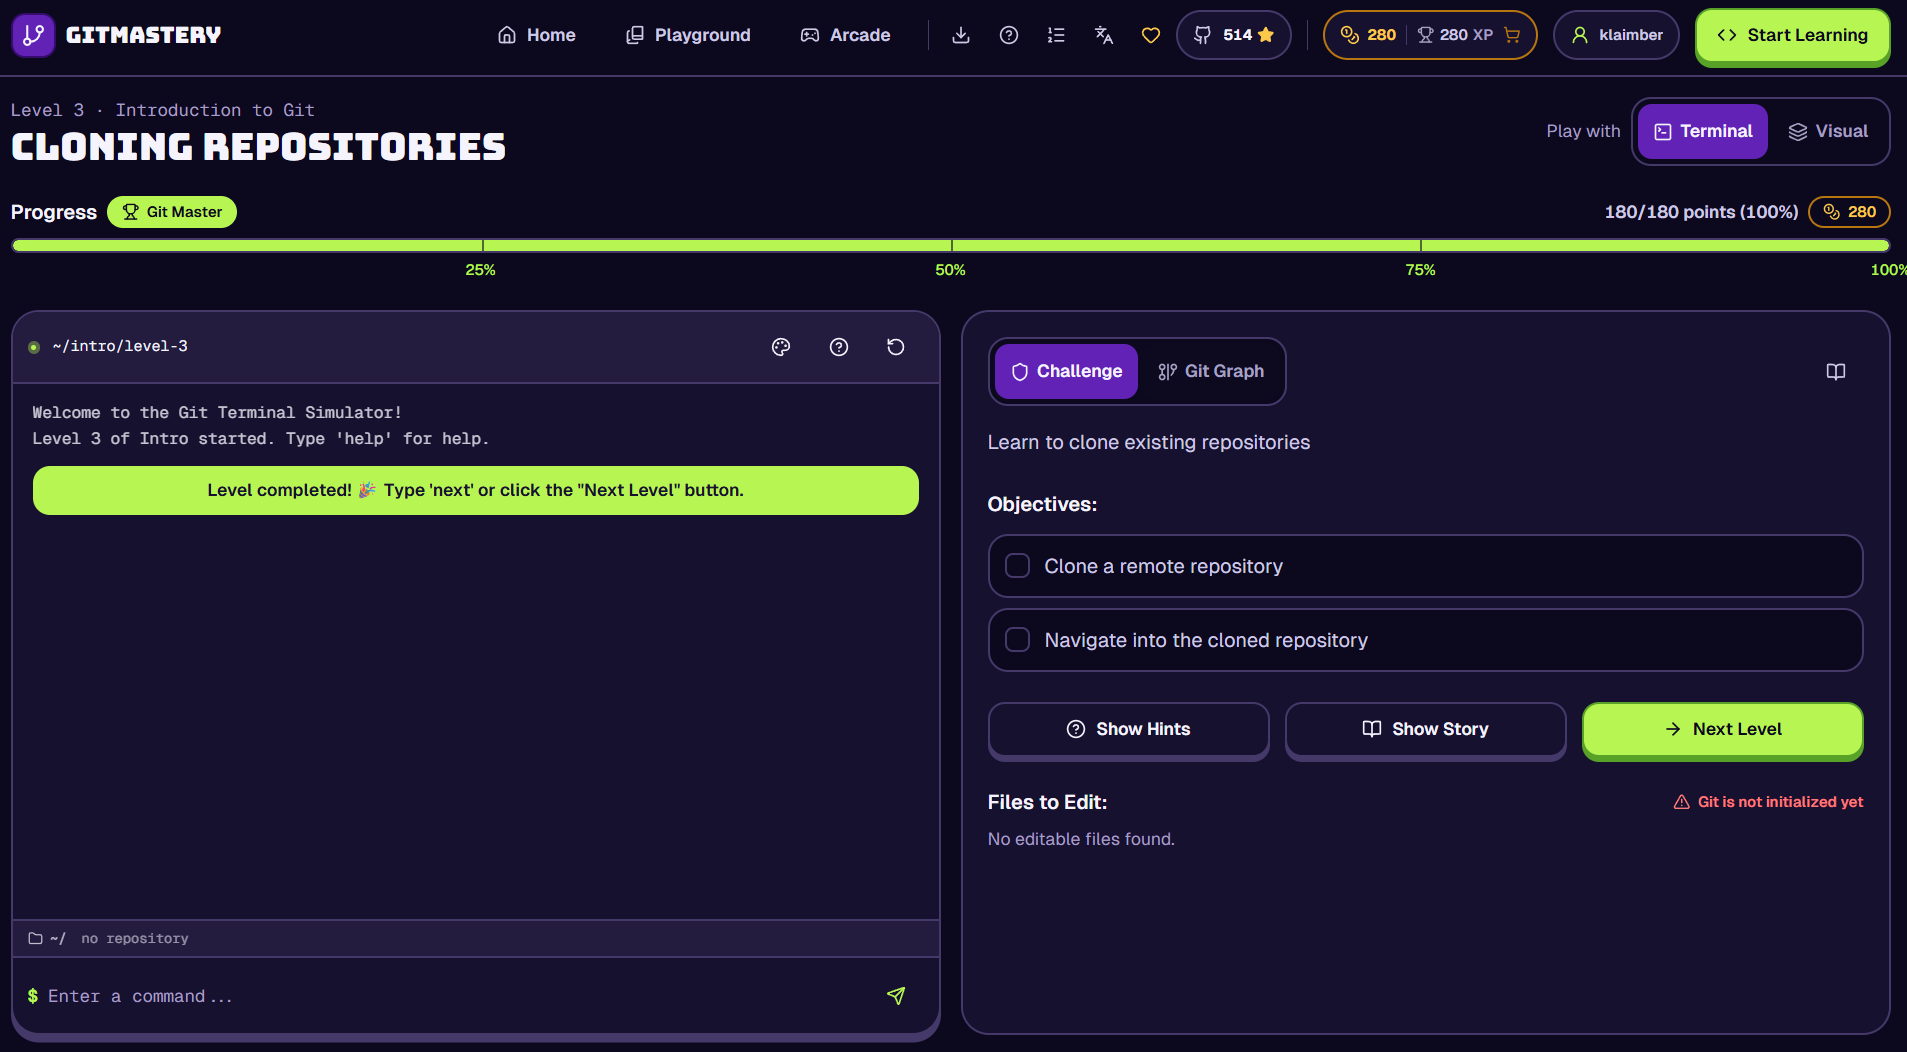 GITMASTERY
Home
Playground
Arcade
514
280
280 XP
klaimber
Start Learning
Level 3 · Introduction to Git
CLONING REPOSITORIES
Play with
Terminal
Visual
Progress
Git Master
180/180 points (100%)
280
25%
50%
75%
100%
~/intro/level-3
Welcome to the Git Terminal Simulator!
Level 3 of Intro started. Type 'help' for help.
Level completed! 🎉 Type 'next' or click the "Next Level" button.
~/ no repository
$ Enter a command...
Challenge
Git Graph
Learn to clone existing repositories
Objectives:
Clone a remote repository
Navigate into the cloned repository
Show Hints
Show Story
Next Level
Files to Edit:
Git is not initialized yet
No editable files found.